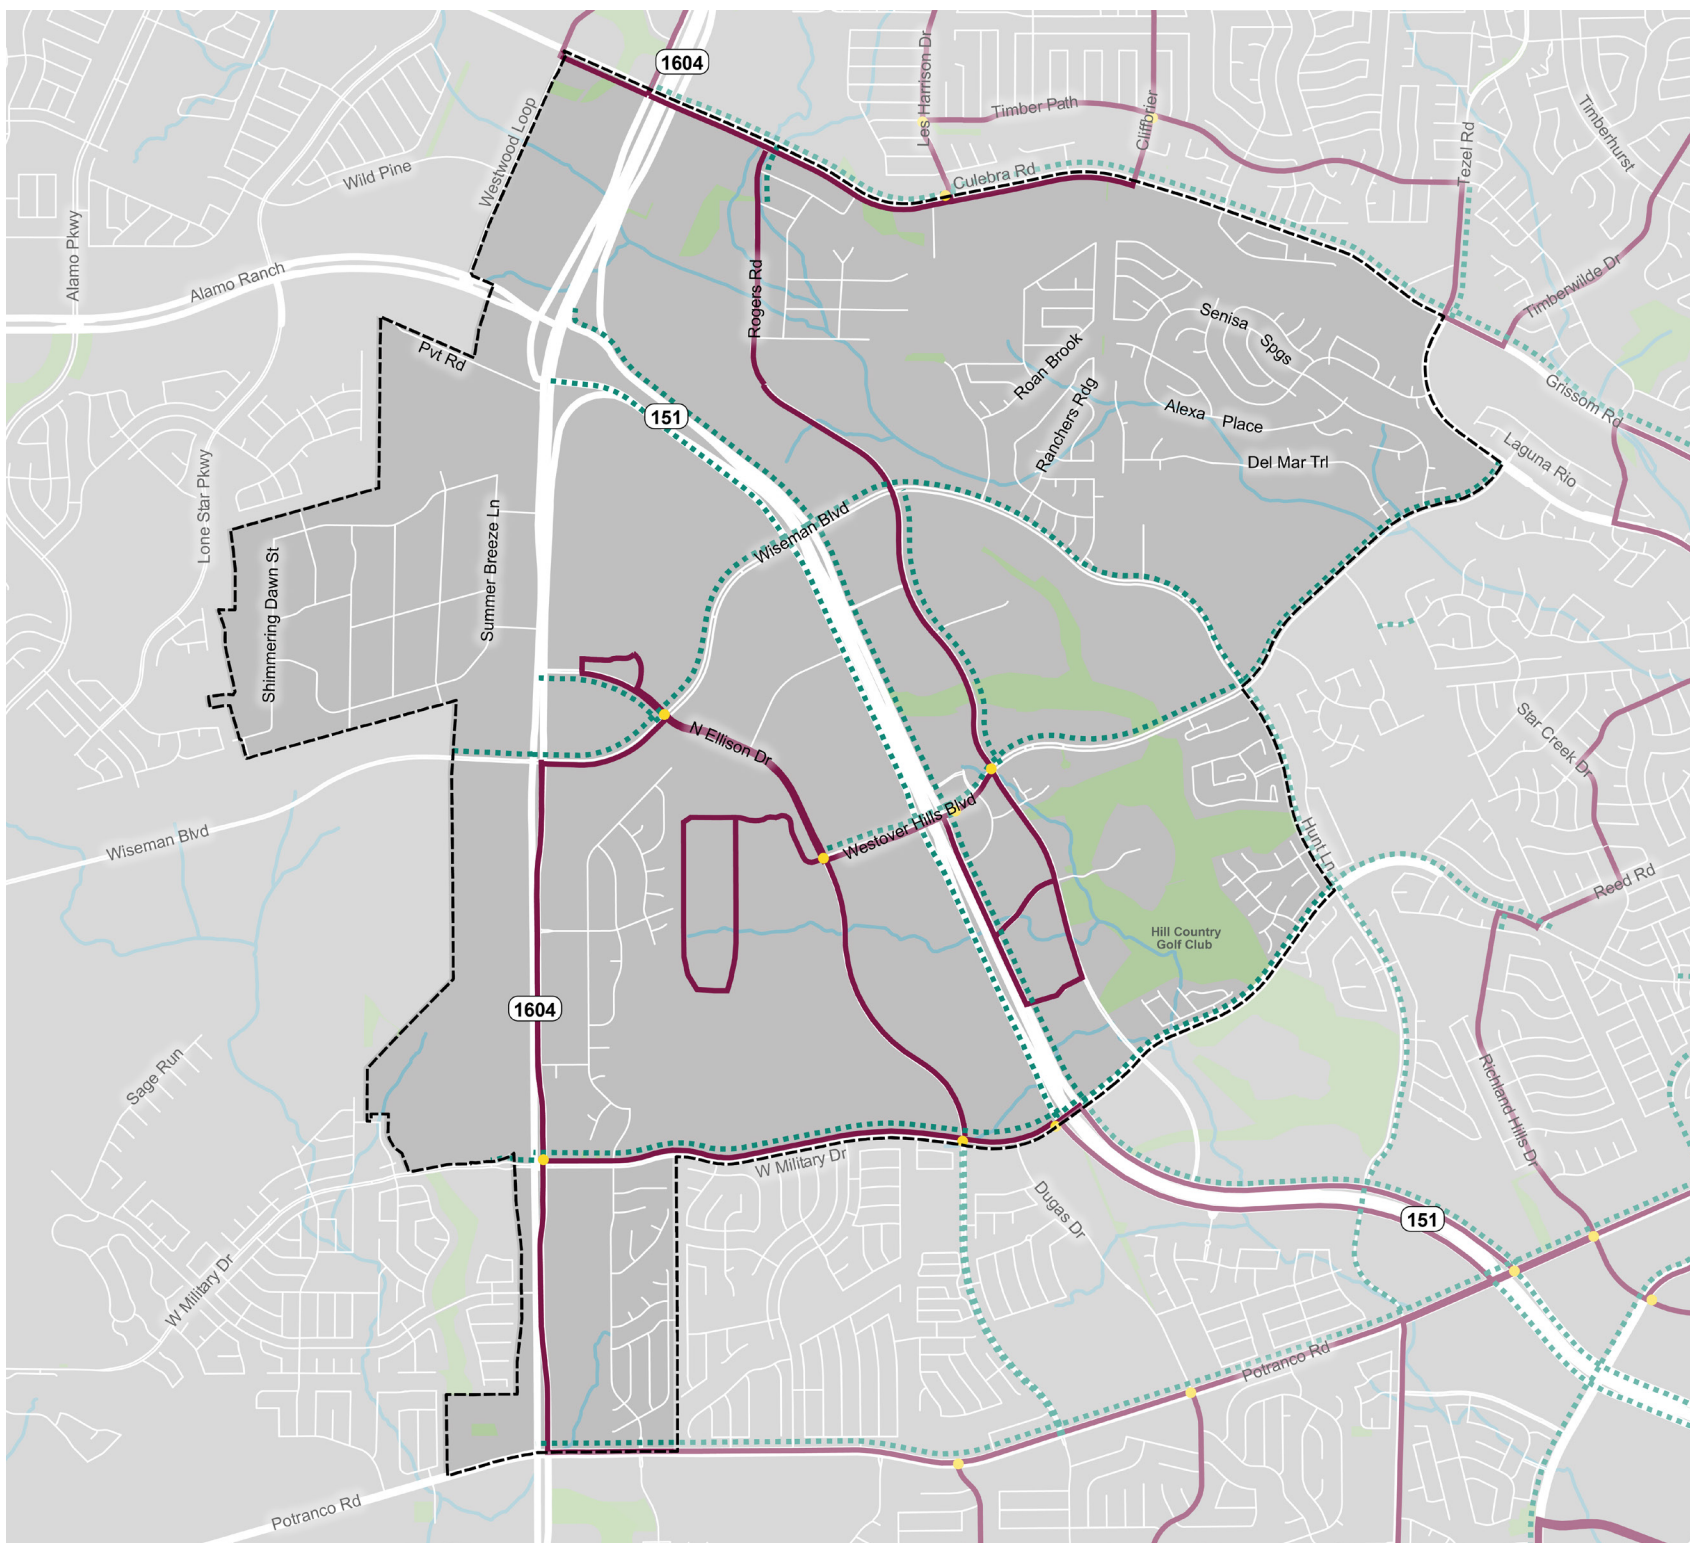 1604
Les Harrison Dr
Timber Path
Cliffbrier
Tezel Rd
Timberhurst
Westwood Loop
Wild Pine
Culebra Rd
Alamo Pkwy
Alamo Ranch
Rogers Rd
Timberwilde Dr
Senisa Spgs
Pvt Rd
Roan Brook
Ranchers Rdg
Alexa Place
Grissom Rd
151
Del Mar Trl
Laguna Rio
Lone Star Pkwy
Summer Breeze Ln
Wiseman Blvd
Shimmering Dawn St
N Ellison Dr
Star Creek Dr
Westover Hills Blvd
Wiseman Blvd
Hunt Ln
Reed Rd
Hill Country
Golf Club
1604
Sage Run
Richland Hills Dr
W Military Dr
Dugas Dr
151
W Military Dr
Potranco Rd
Potranco Rd